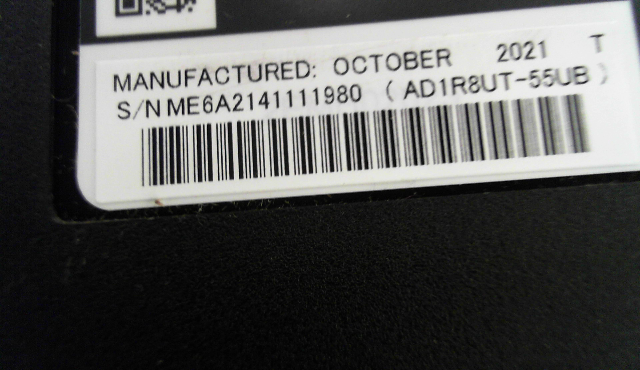 MANUFACTURED: OCTOBER 2021 T
S/N ME6A2141111980 (AD1R8UT-55UB)